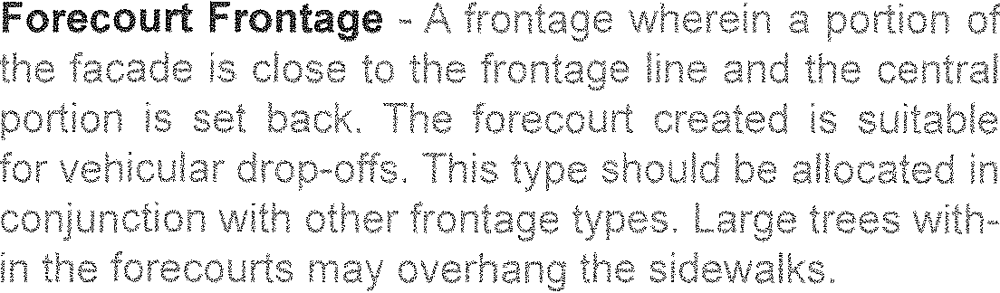 Forecourt Frontage - A frontage wherein a portion of
the facade is close to the frontage line and the central
portion is set back. The forecourt created is suitable
for vehicular drop-offs. This type should be allocated in
conjunction with other frontage types. Large trees with-
in the forecourts may overhang the sidewalks.